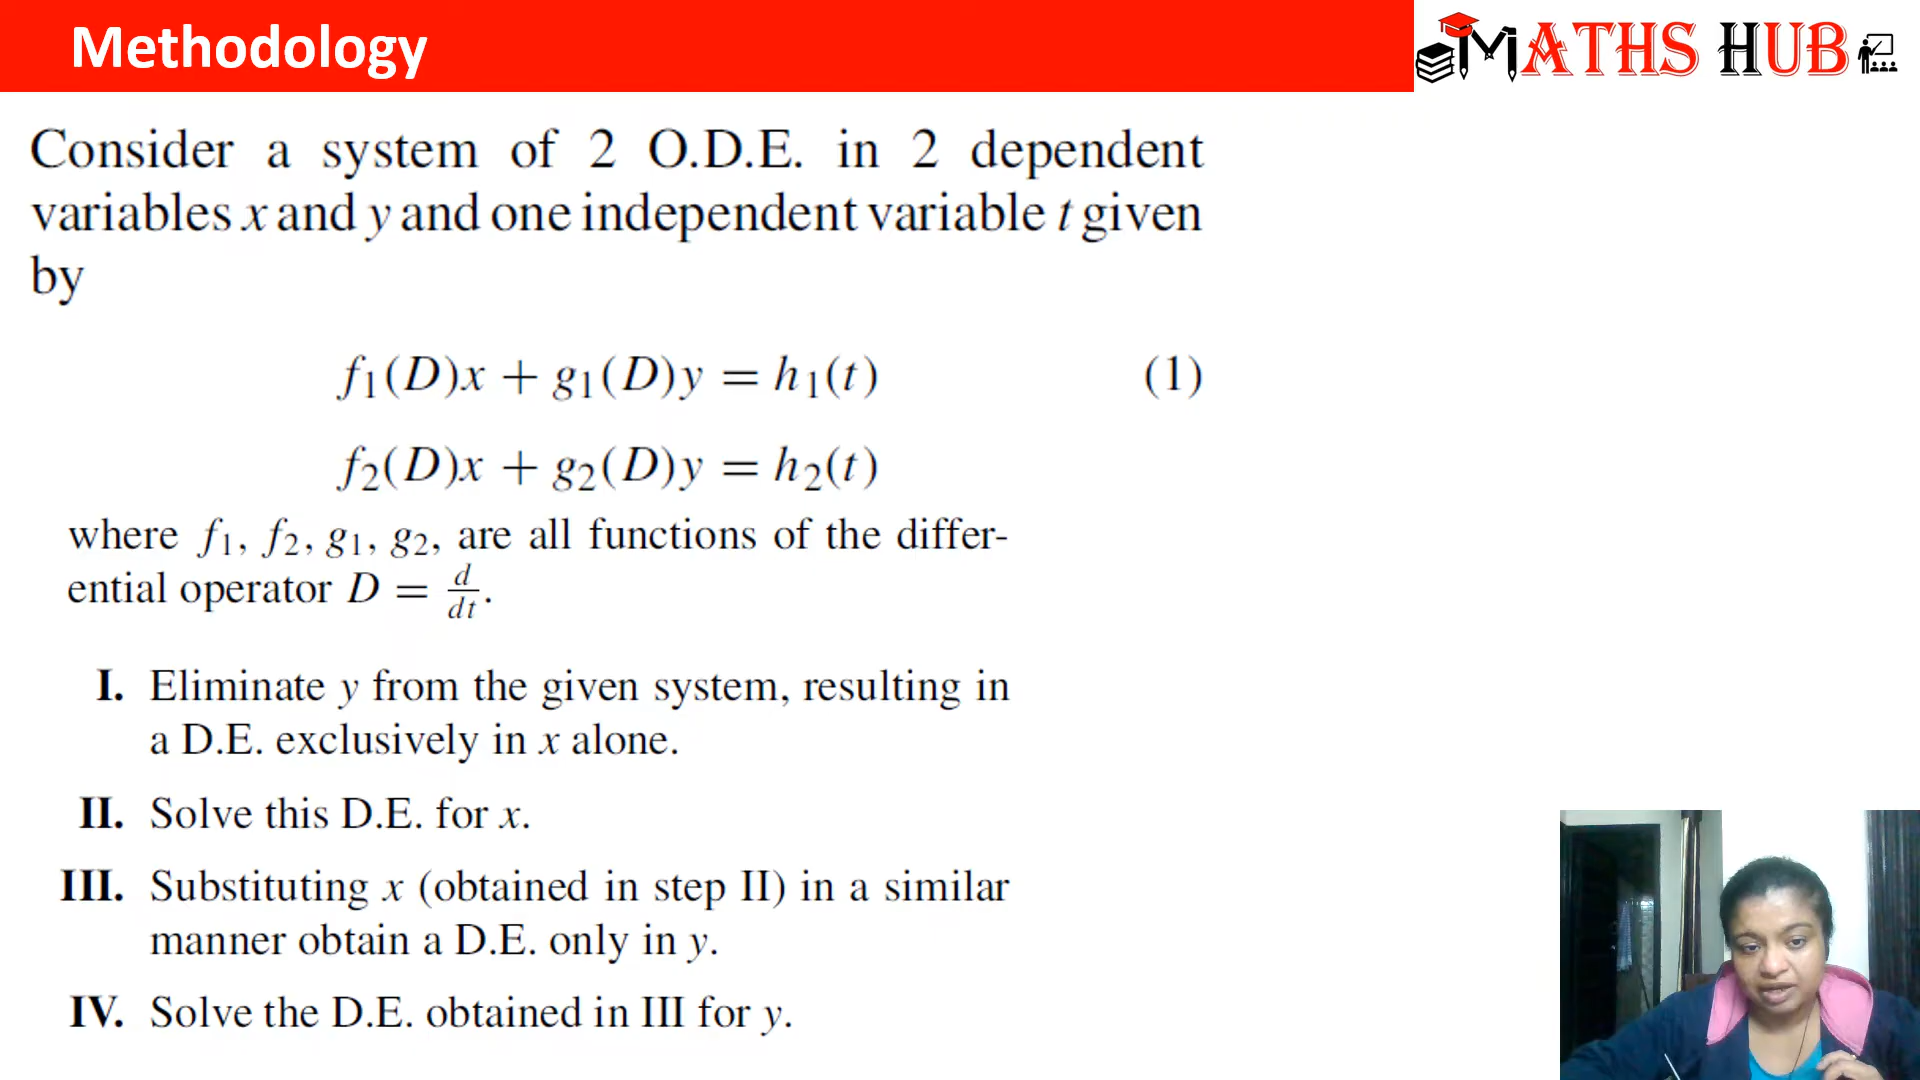 Methodology
MATHS HUB
Consider a system of 2 O.D.E. in 2 dependent
variables x and y and one independent variable t given
by
f₁(D)x + g₁(D)y = h₁(t) (1)
f₂(D)x + g₂(D)y = h₂(t)
where f₁, f₂, g₁, g₂, are all functions of the differ-
ential operator D = d/dt.
I. Eliminate y from the given system, resulting in
a D.E. exclusively in x alone.
II. Solve this D.E. for x.
III. Substituting x (obtained in step II) in a similar
manner obtain a D.E. only in y.
IV. Solve the D.E. obtained in III for y.